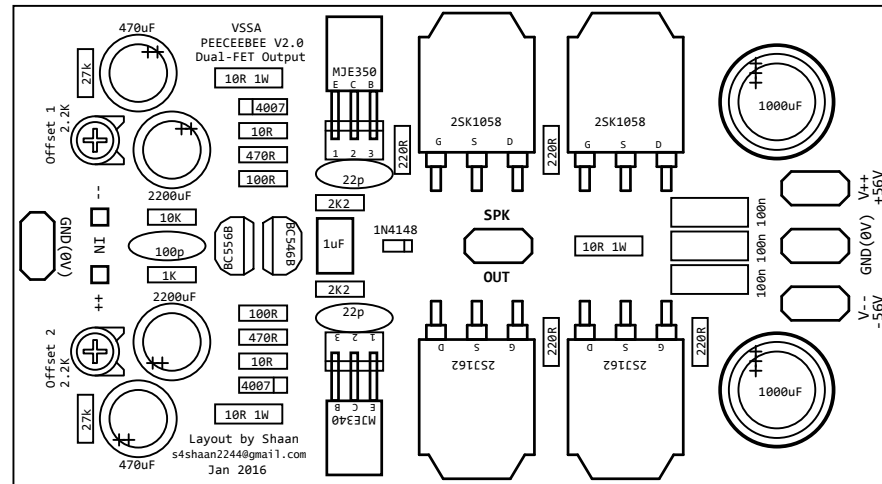 470uF
VSSA
PEECEEBEE V2.0
Dual-FET Output
27k
10R 1W
MJE350
E C B
4007
10R
470R
100R
1 2 3
22p
2K2
220R
2SK1058
G S D
220R
2SK1058
G S D
1000uF
Offset 1
2.2K
2200uF
V++
+56V
GND(0V)
--
IN
++
10K
100p
1K
BC556B
BC546B
1uF
1N4148
SPK
OUT
10R 1W
100n
100n
100n
GND(0V)
V--
-56V
2200uF
2K2
22p
100R
470R
10R
4007
10R 1W
3 2 1
B C E
MJE340
D S G
2SJ162
220R
D S G
2SJ162
220R
1000uF
Offset 2
2.2K
27k
470uF
Layout by Shaan
s4shaan2244@gmail.com
Jan 2016